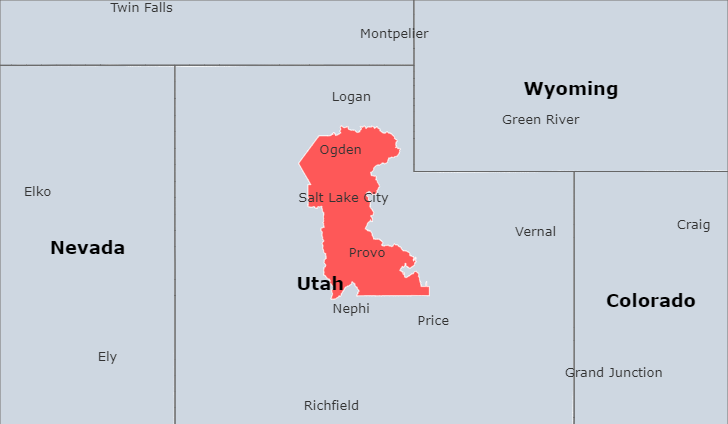 Twin Falls
Montpelier
Wyoming
Logan
Green River
Ogden
Elko
Salt Lake City
Craig
Vernal
Nevada
Provo
Utah
Colorado
Nephi
Price
Ely
Grand Junction
Richfield